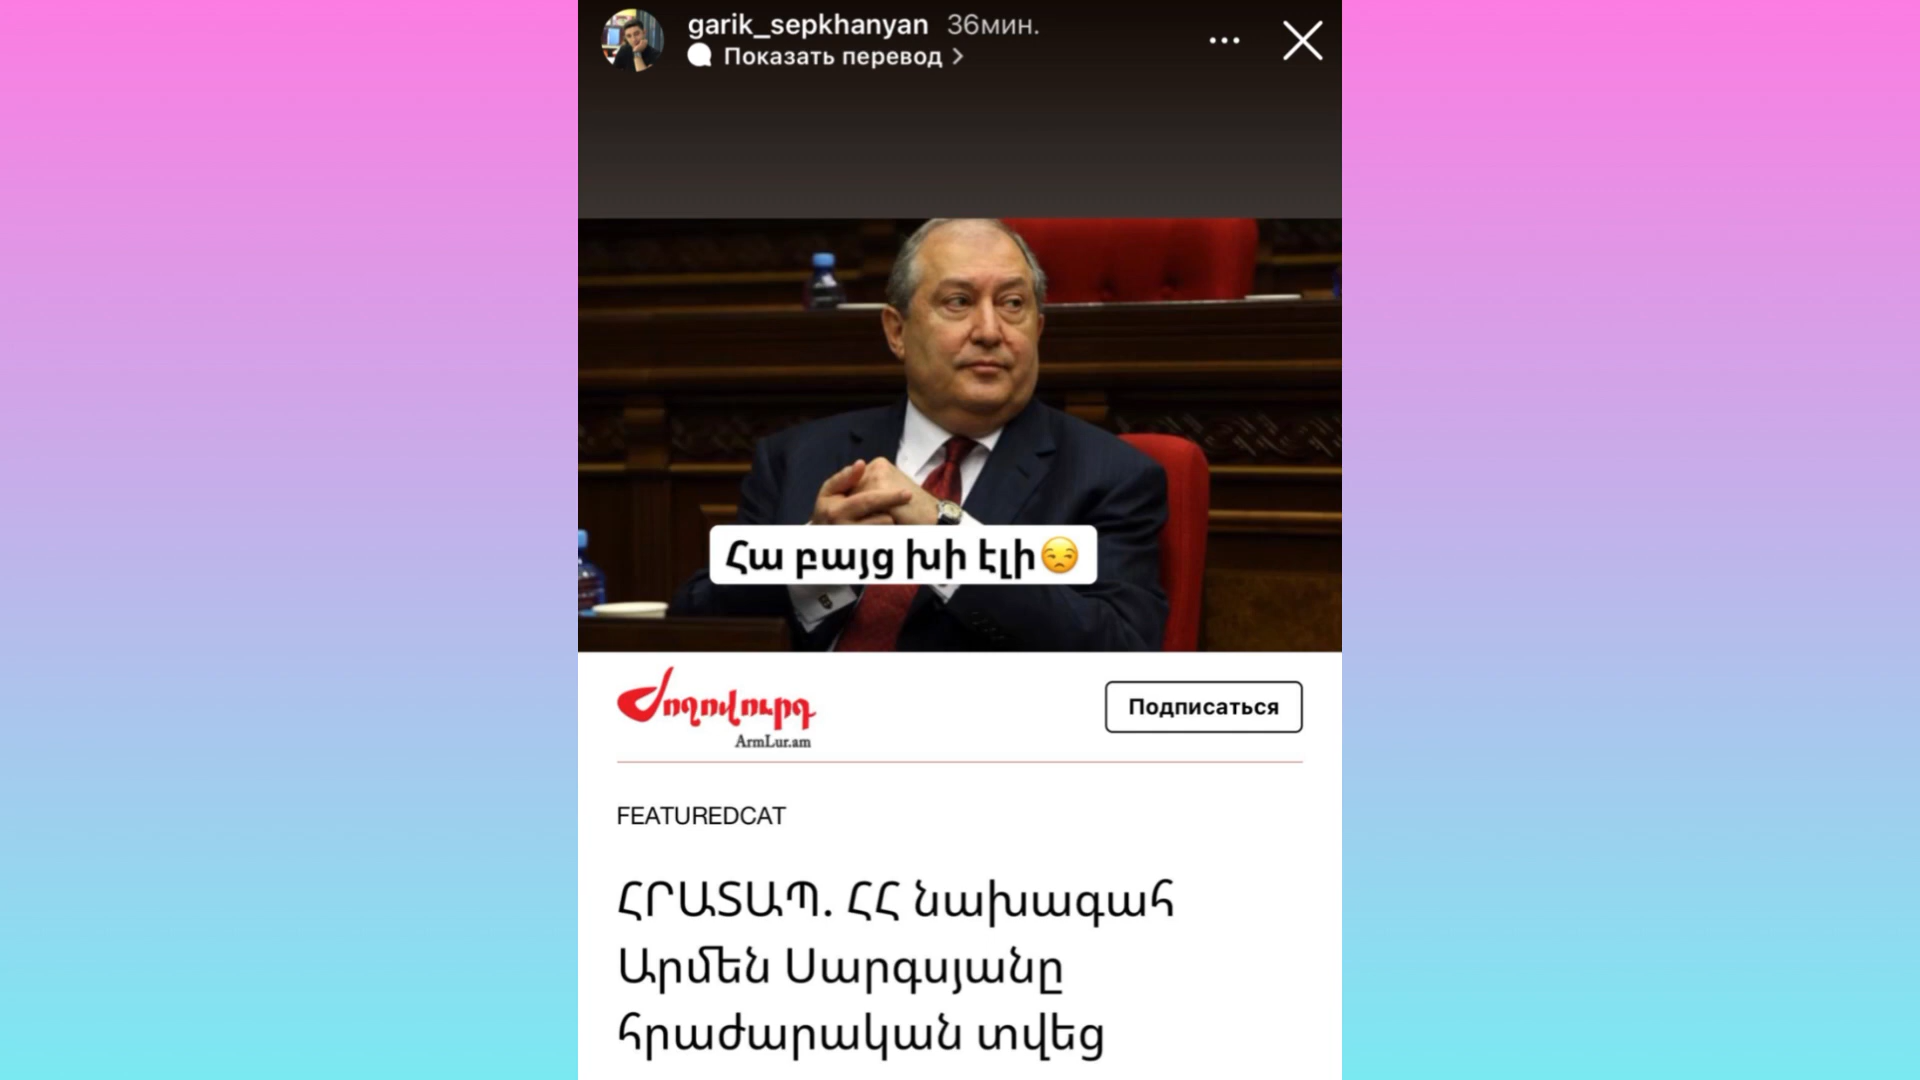 garik_sepkhanyan 36мин.
Показать перевод >
Հա բայց խի էլի😒
Ժողովուրդ
ArmLur.am
Подписаться
FEATUREDCAT
ՀՐԱՏԱՊ. ՀՀ նախագահ
Արմեն Սարգսյանը
հրաժարական տվեց